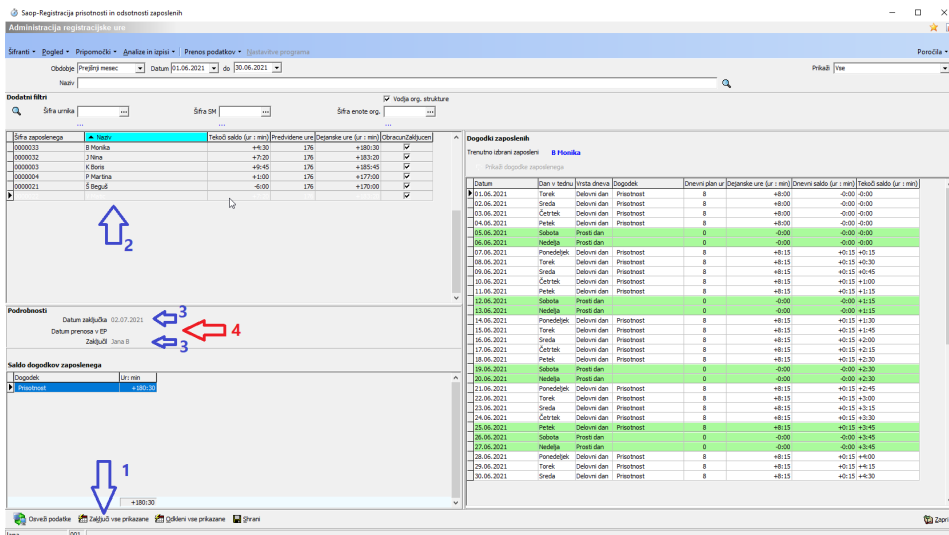 Saop-Registracija prisotnosti in odsotnosti zaposlenih
Administracija registracijske ure
Šifranti Pogled Pripomočki Analize in izpisi Prenos podatkov Nastavitve programa Poročila
Obdobje Prejšnji mesec Datum 01.06.2021 do 30.06.2021 Prikaži Vse
Naziv
Dodatni filtri Vodja org. strukture
Šifra urnika ... Šifra SM ... Šifra enote org. ...
... ... ...
Šifra zaposlenega Naziv Tekoči saldo (ur : min) Predvidene ure Dejanske ure (ur : min) ObracunZakljucen
0000033 B Monika +4:30 176 +180:30
0000032 J Nina +7:20 176 +183:20
0000003 K Boris +9:45 176 +185:45
0000004 P Martina +1:00 176 +177:00
0000021 Š Beguš -6:00 176 +170:00
2
Podrobnosti
Datum zaključka 02.07.2021 3
Datum prenosa v EP 4
Zaključil Jana B 3
Saldo dogodkov zaposlenega
Dogodek Ur: min
Prisotnost +180:30
1
+180:30
Dogodki zaposlenih
Trenutno izbrani zaposleni B Monika
Prikaži dogodke zaposlenega
Datum Dan v tednu Vrsta dneva Dogodek Dnevni plan ur Dejanske ure (ur : min) Dnevni saldo (ur : min) Tekoči saldo (ur : min)
01.06.2021 Torek Delovni dan Prisotnost 8 +8:00 -0:00 -0:00
02.06.2021 Sreda Delovni dan Prisotnost 8 +8:00 -0:00 -0:00
03.06.2021 Četrtek Delovni dan Prisotnost 8 +8:00 -0:00 -0:00
04.06.2021 Petek Delovni dan Prisotnost 8 +8:00 -0:00 -0:00
05.06.2021 Sobota Prosti dan 0 -0:00 -0:00 -0:00
06.06.2021 Nedelja Prosti dan 0 -0:00 -0:00 -0:00
07.06.2021 Ponedeljek Delovni dan Prisotnost 8 +8:15 +0:15 +0:15
08.06.2021 Torek Delovni dan Prisotnost 8 +8:15 +0:15 +0:30
09.06.2021 Sreda Delovni dan Prisotnost 8 +8:15 +0:15 +0:45
10.06.2021 Četrtek Delovni dan Prisotnost 8 +8:15 +0:15 +1:00
11.06.2021 Petek Delovni dan Prisotnost 8 +8:15 +0:15 +1:15
12.06.2021 Sobota Prosti dan 0 -0:00 -0:00 +1:15
13.06.2021 Nedelja Prosti dan 0 -0:00 -0:00 +1:15
14.06.2021 Ponedeljek Delovni dan Prisotnost 8 +8:15 +0:15 +1:30
15.06.2021 Torek Delovni dan Prisotnost 8 +8:15 +0:15 +1:45
16.06.2021 Sreda Delovni dan Prisotnost 8 +8:15 +0:15 +2:00
17.06.2021 Četrtek Delovni dan Prisotnost 8 +8:15 +0:15 +2:15
18.06.2021 Petek Delovni dan Prisotnost 8 +8:15 +0:15 +2:30
19.06.2021 Sobota Prosti dan 0 -0:00 -0:00 +2:30
20.06.2021 Nedelja Prosti dan 0 -0:00 -0:00 +2:30
21.06.2021 Ponedeljek Delovni dan Prisotnost 8 +8:15 +0:15 +2:45
22.06.2021 Torek Delovni dan Prisotnost 8 +8:15 +0:15 +3:00
23.06.2021 Sreda Delovni dan Prisotnost 8 +8:15 +0:15 +3:15
24.06.2021 Četrtek Delovni dan Prisotnost 8 +8:15 +0:15 +3:30
25.06.2021 Petek Delovni dan Prisotnost 8 +8:15 +0:15 +3:45
26.06.2021 Sobota Prosti dan 0 -0:00 -0:00 +3:45
27.06.2021 Nedelja Prosti dan 0 -0:00 -0:00 +3:45
28.06.2021 Ponedeljek Delovni dan Prisotnost 8 +8:15 +0:15 +4:00
29.06.2021 Torek Delovni dan Prisotnost 8 +8:15 +0:15 +4:15
30.06.2021 Sreda Delovni dan Prisotnost 8 +8:15 +0:15 +4:30
Osveži podatke Zaključi vse prikazane Odkleni vse prikazane Shrani Zapri
Jana 001